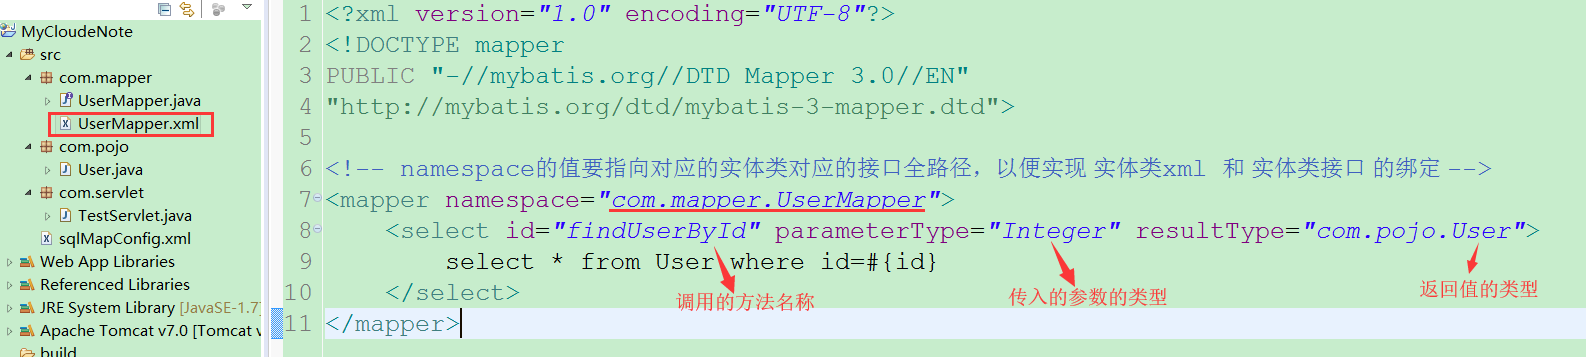 MyCloudeNote
src
com.mapper
UserMapper.java
UserMapper.xml
com.pojo
User.java
com.servlet
TestServlet.java
sqlMapConfig.xml
Web App Libraries
Referenced Libraries
JRE System Library [JavaSE-1.7]
Apache Tomcat v7.0 [Tomcat v
build
1 <?xml version="1.0" encoding="UTF-8"?>
2 <!DOCTYPE mapper
3 PUBLIC "-//mybatis.org//DTD Mapper 3.0//EN"
4 "http://mybatis.org/dtd/mybatis-3-mapper.dtd">
5
6 <!-- namespace的值要指向对应的实体类对应的接口全路径，以便实现 实体类xml 和 实体类接口 的绑定 -->
7 <mapper namespace="com.mapper.UserMapper">
8 <select id="findUserById" parameterType="Integer" resultType="com.pojo.User">
9 select * from User where id=#{id}
10 </select>
11 </mapper>
调用的方法名称
传入的参数的类型
返回值的类型